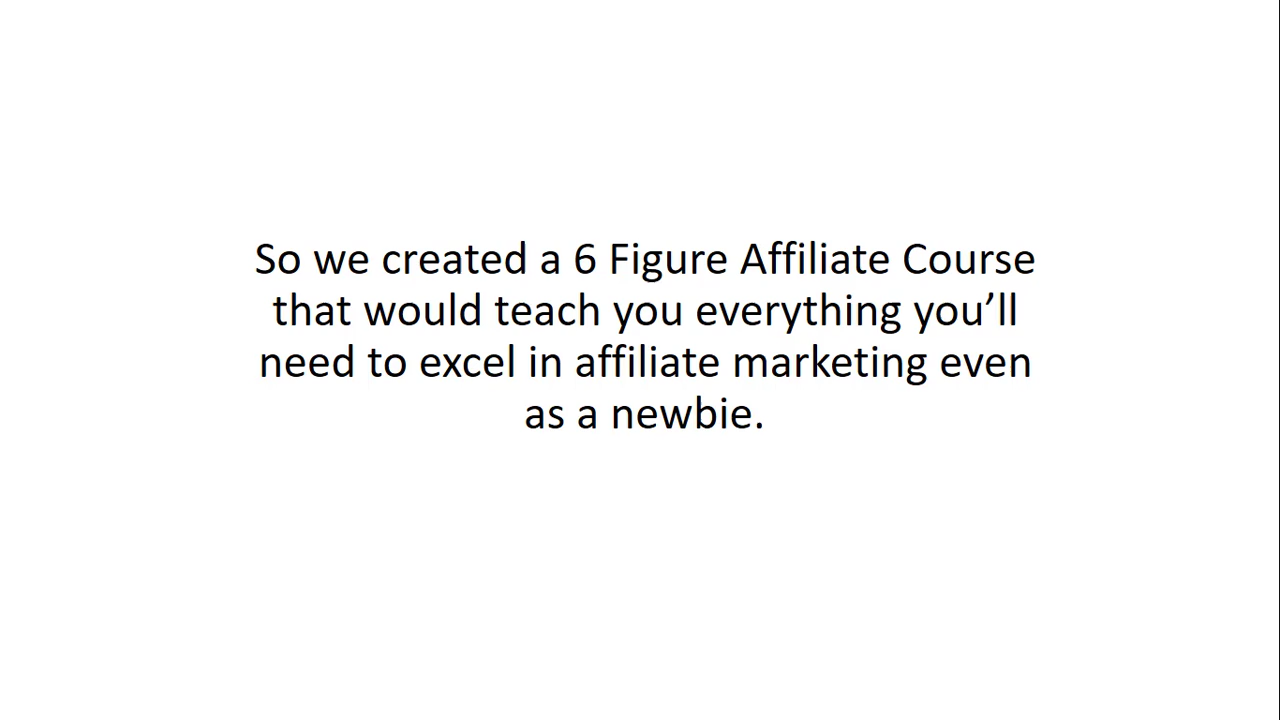 So we created a 6 Figure Affiliate Course
that would teach you everything you’ll
need to excel in affiliate marketing even
as a newbie.